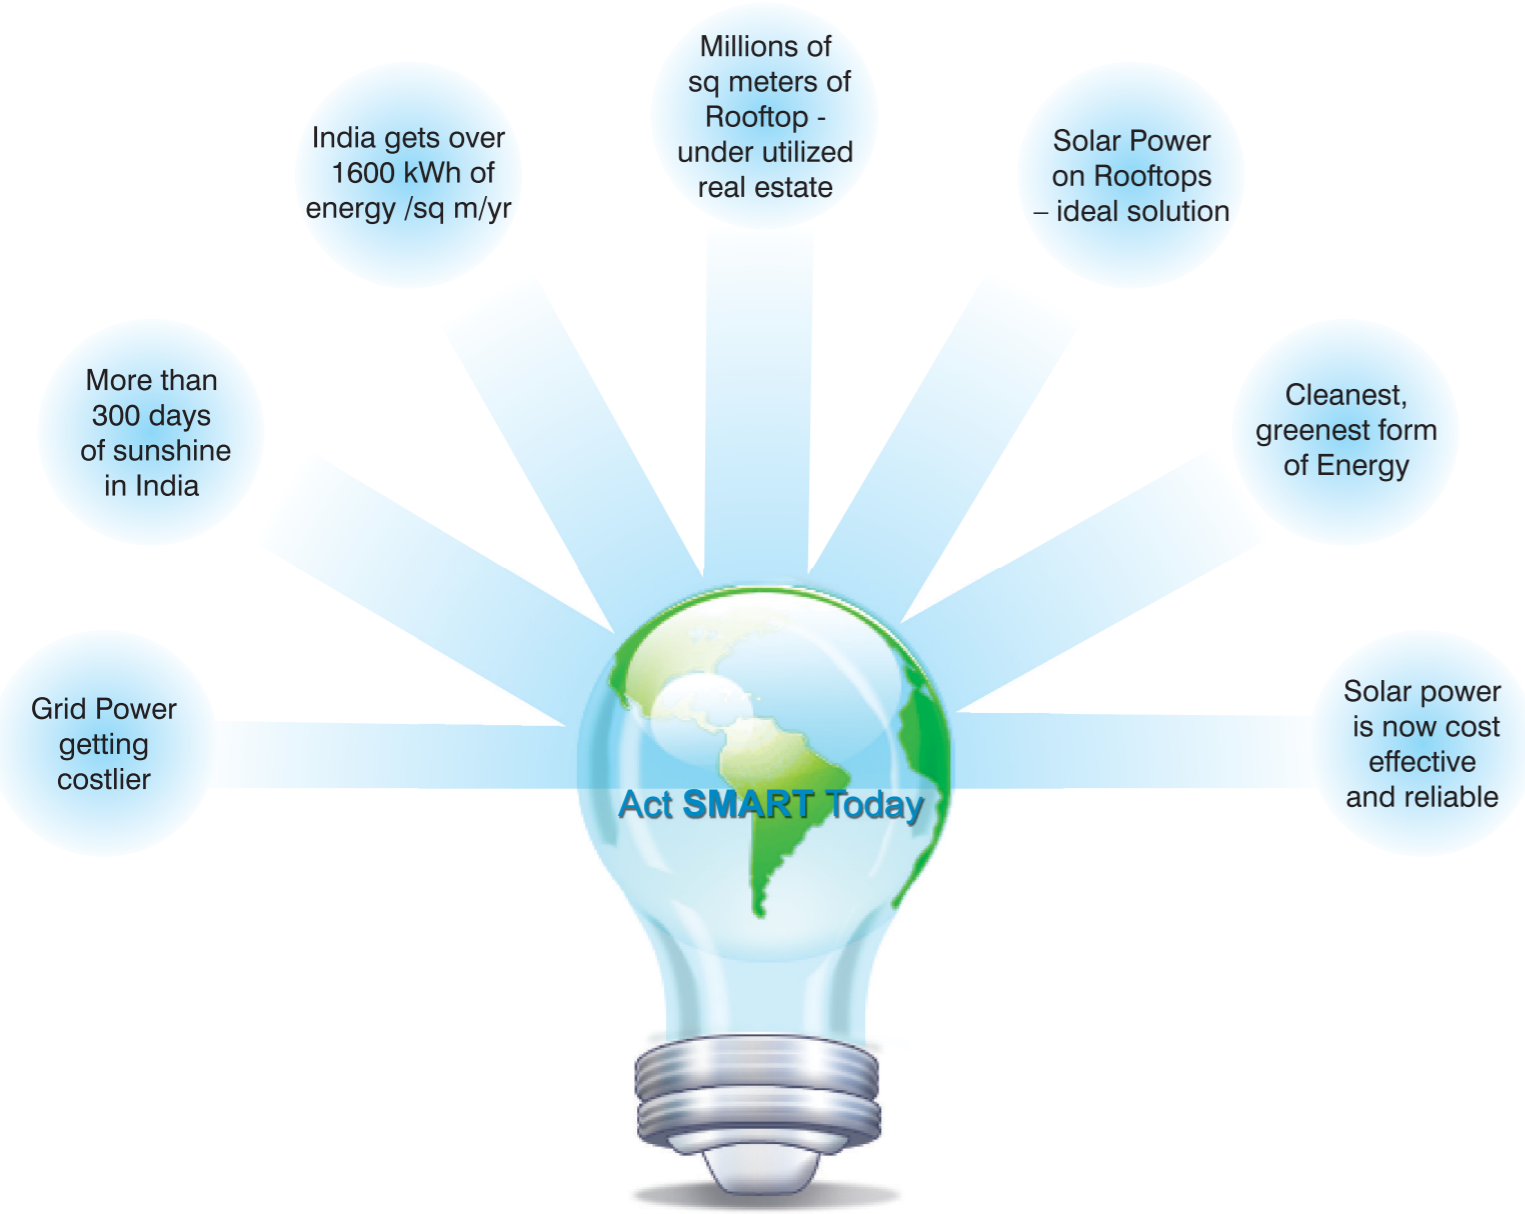 Millions of
sq meters of
Rooftop -
under utilized
real estate
India gets over
1600 kWh of
energy /sq m/yr
Solar Power
on Rooftops
– ideal solution
More than
300 days
of sunshine
in India
Cleanest,
greenest form
of Energy
Grid Power
getting
costlier
Solar power
is now cost
effective
and reliable
Act SMART Today